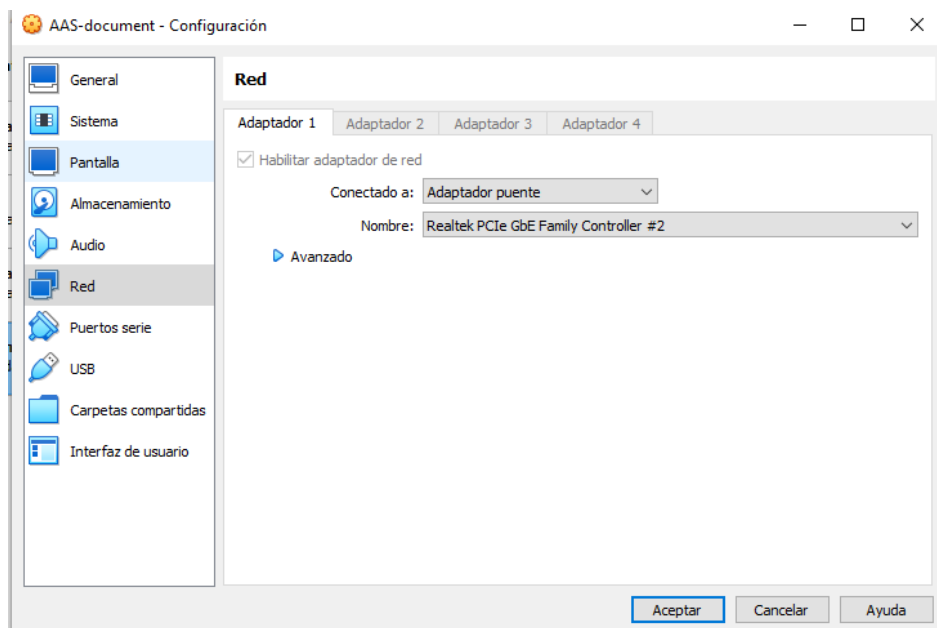 AAS-document - Configuración
General
Sistema
Pantalla
Almacenamiento
Audio
Red
Puertos serie
USB
Carpetas compartidas
Interfaz de usuario
Red
Adaptador 1 Adaptador 2 Adaptador 3 Adaptador 4
Habilitar adaptador de red
Conectado a: Adaptador puente
Nombre: Realtek PCIe GbE Family Controller #2
Avanzado
Aceptar Cancelar Ayuda